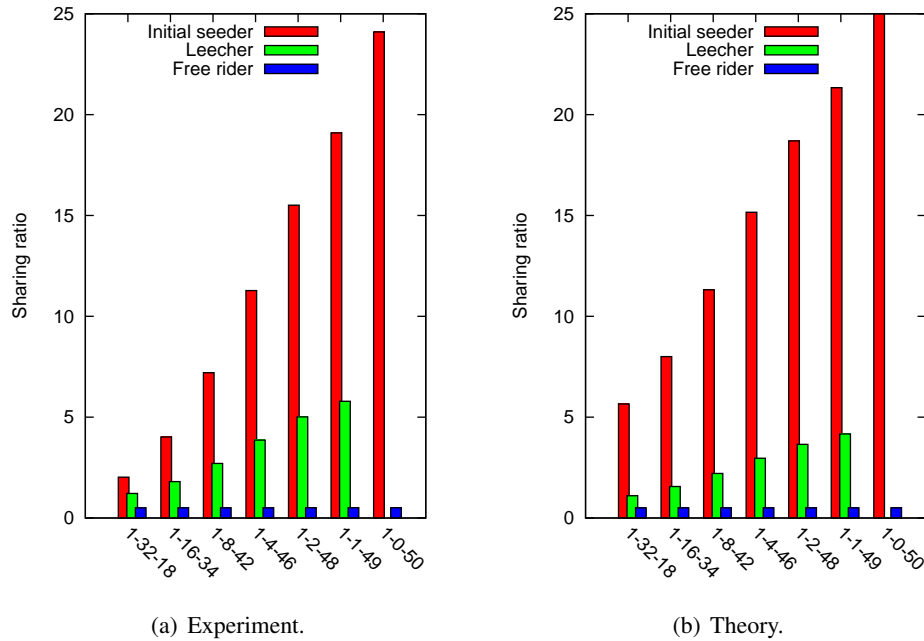 25
20
15
10
5
0
Sharing ratio
Initial seeder
Leecher
Free rider
1-32-18
1-16-34
1-8-42
1-4-46
1-2-48
1-1-49
1-0-50
(a) Experiment.
25
20
15
10
5
0
Sharing ratio
Initial seeder
Leecher
Free rider
1-32-18
1-16-34
1-8-42
1-4-46
1-2-48
1-1-49
1-0-50
(b) Theory.